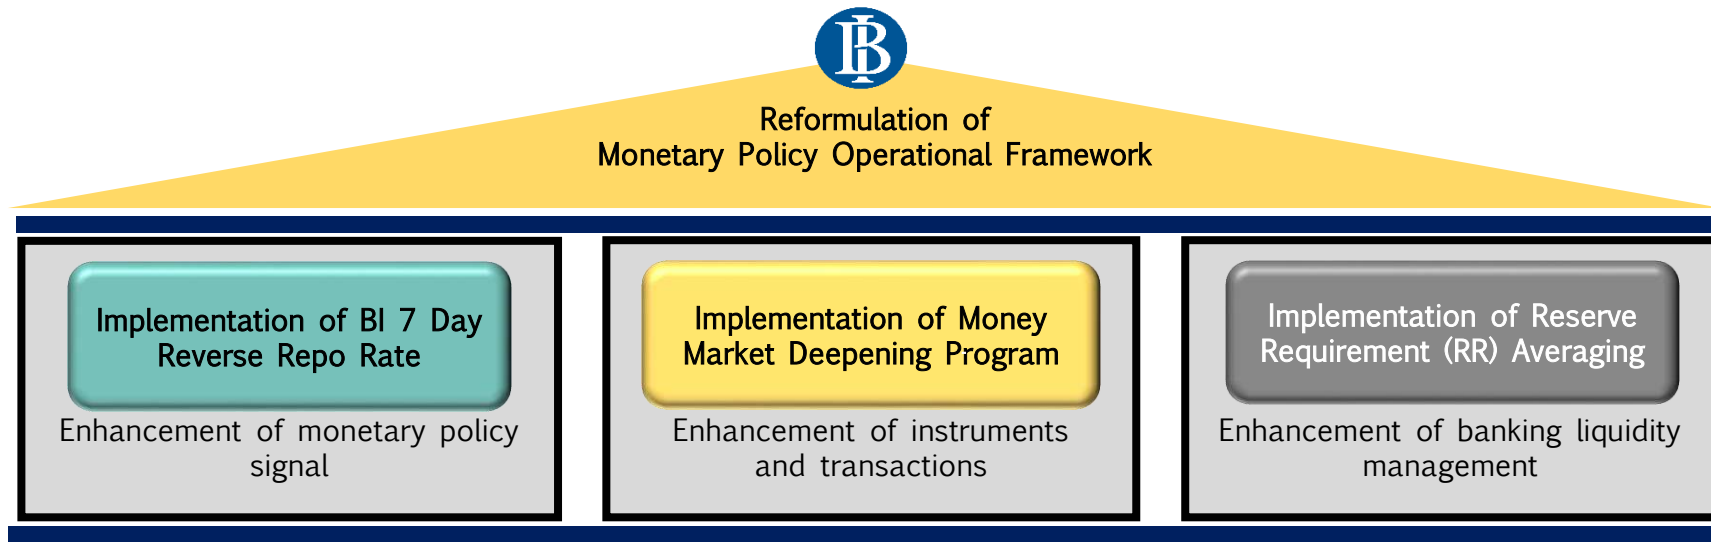 BI
Reformulation of
Monetary Policy Operational Framework
Implementation of BI 7 Day
Reverse Repo Rate
Enhancement of monetary policy
signal
Implementation of Money
Market Deepening Program
Enhancement of instruments
and transactions
Implementation of Reserve
Requirement (RR) Averaging
Enhancement of banking liquidity
management